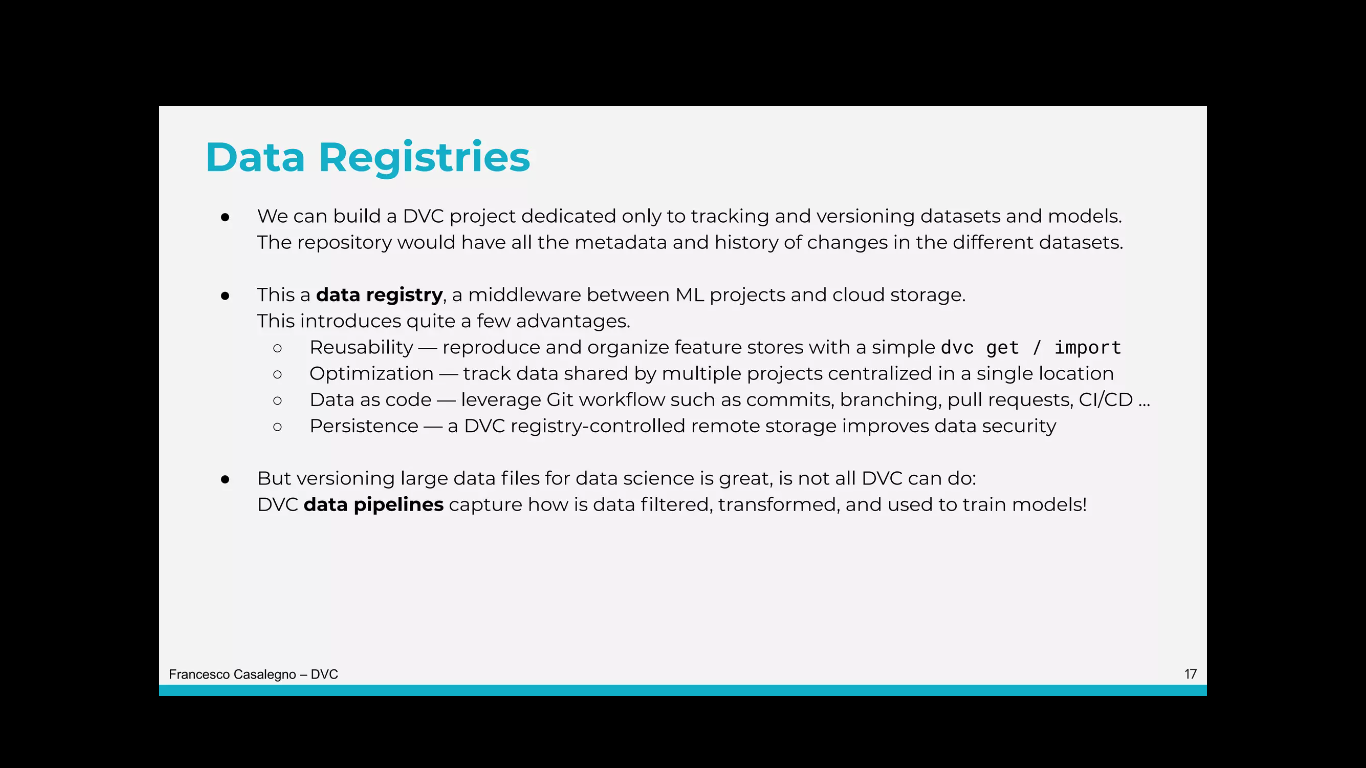 Data Registries
● We can build a DVC project dedicated only to tracking and versioning datasets and models.
The repository would have all the metadata and history of changes in the different datasets.
● This a data registry, a middleware between ML projects and cloud storage.
This introduces quite a few advantages.
○ Reusability — reproduce and organize feature stores with a simple dvc get / import
○ Optimization — track data shared by multiple projects centralized in a single location
○ Data as code — leverage Git workflow such as commits, branching, pull requests, CI/CD ...
○ Persistence — a DVC registry-controlled remote storage improves data security
● But versioning large data files for data science is great, is not all DVC can do:
DVC data pipelines capture how is data filtered, transformed, and used to train models!
Francesco Casalegno – DVC
17